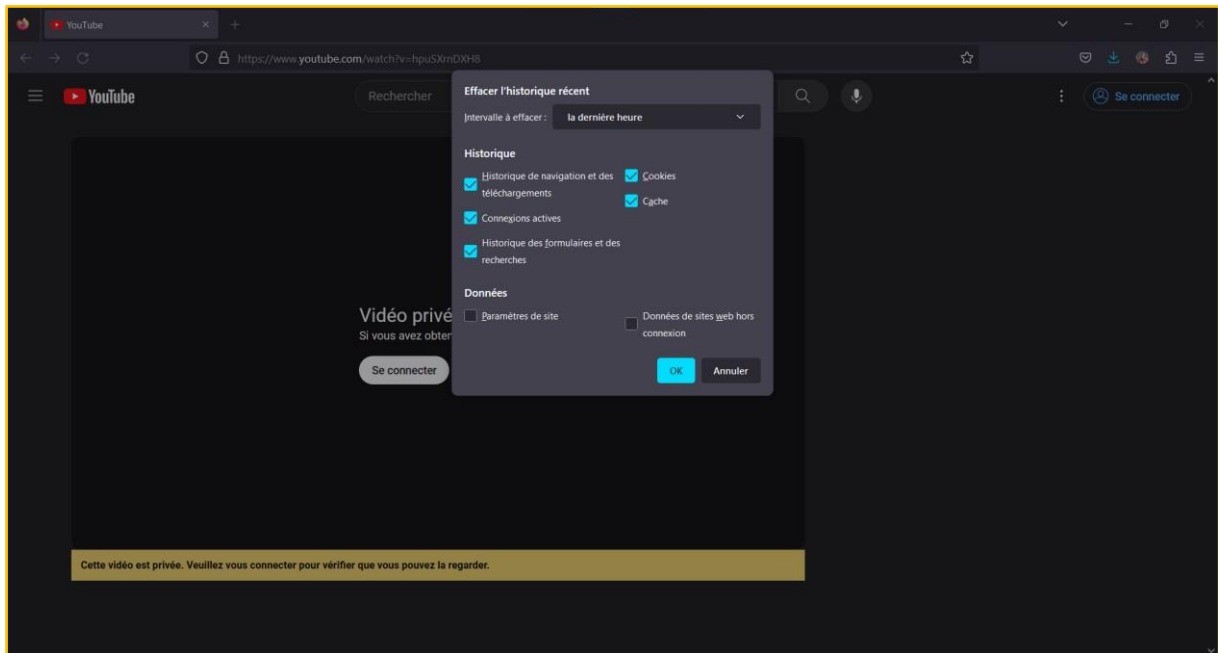 YouTube
https://www.youtube.com/watch?v=hpuSXrnDXH8
YouTube
Rechercher
Se connecter
Effacer l'historique récent
Intervalle à effacer : la dernière heure
Historique
Historique de navigation et des
téléchargements
Cookies
Cache
Connexions actives
Historique des formulaires et des
recherches
Données
Paramètres de site
Données de sites web hors
connexion
OK Annuler
Vidéo privé
Si vous avez obter
Se connecter
Cette vidéo est privée. Veuillez vous connecter pour vérifier que vous pouvez la regarder.